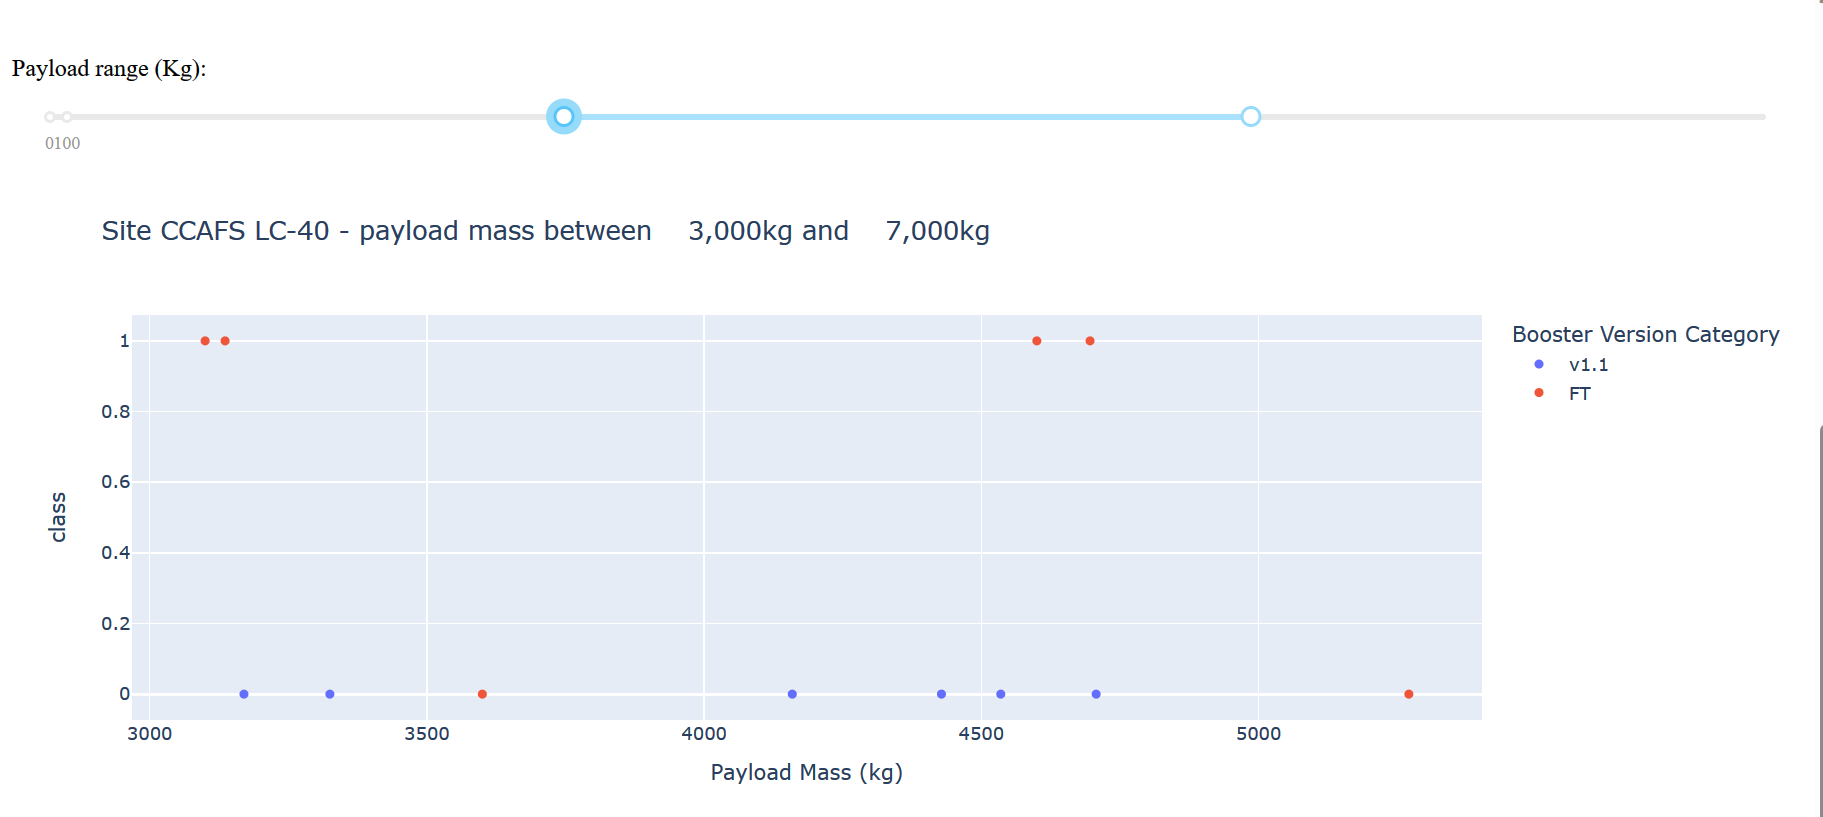 Payload range (Kg):
0100
Site CCAFS LC-40 - payload mass between 3,000kg and 7,000kg
1
0.8
0.6
0.4
0.2
0
class
3000 3500 4000 4500 5000
Payload Mass (kg)
Booster Version Category
v1.1
FT